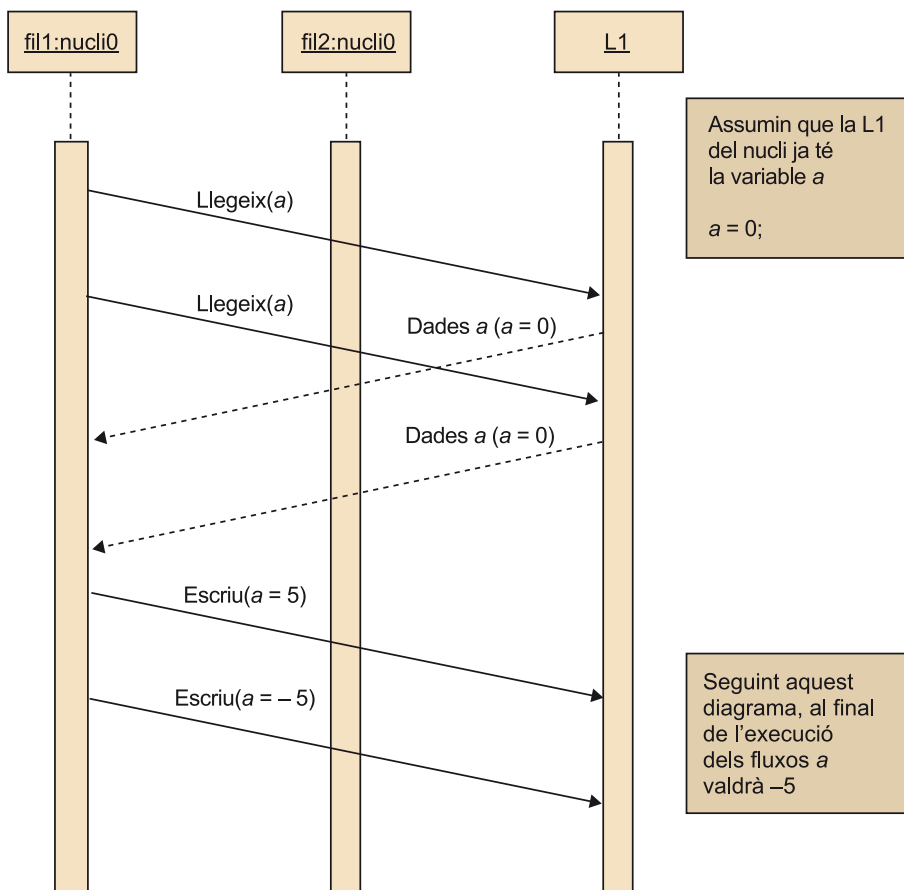 fil1:nucli0
fil2:nucli0
L1
Assumin que la L1
del nucli ja té
la variable a
a = 0;
Llegeix(a)
Llegeix(a)
Dades a (a = 0)
Dades a (a = 0)
Escriu(a = 5)
Escriu(a = – 5)
Seguint aquest
diagrama, al final
de l’execució
dels fluxos a
valdrà –5